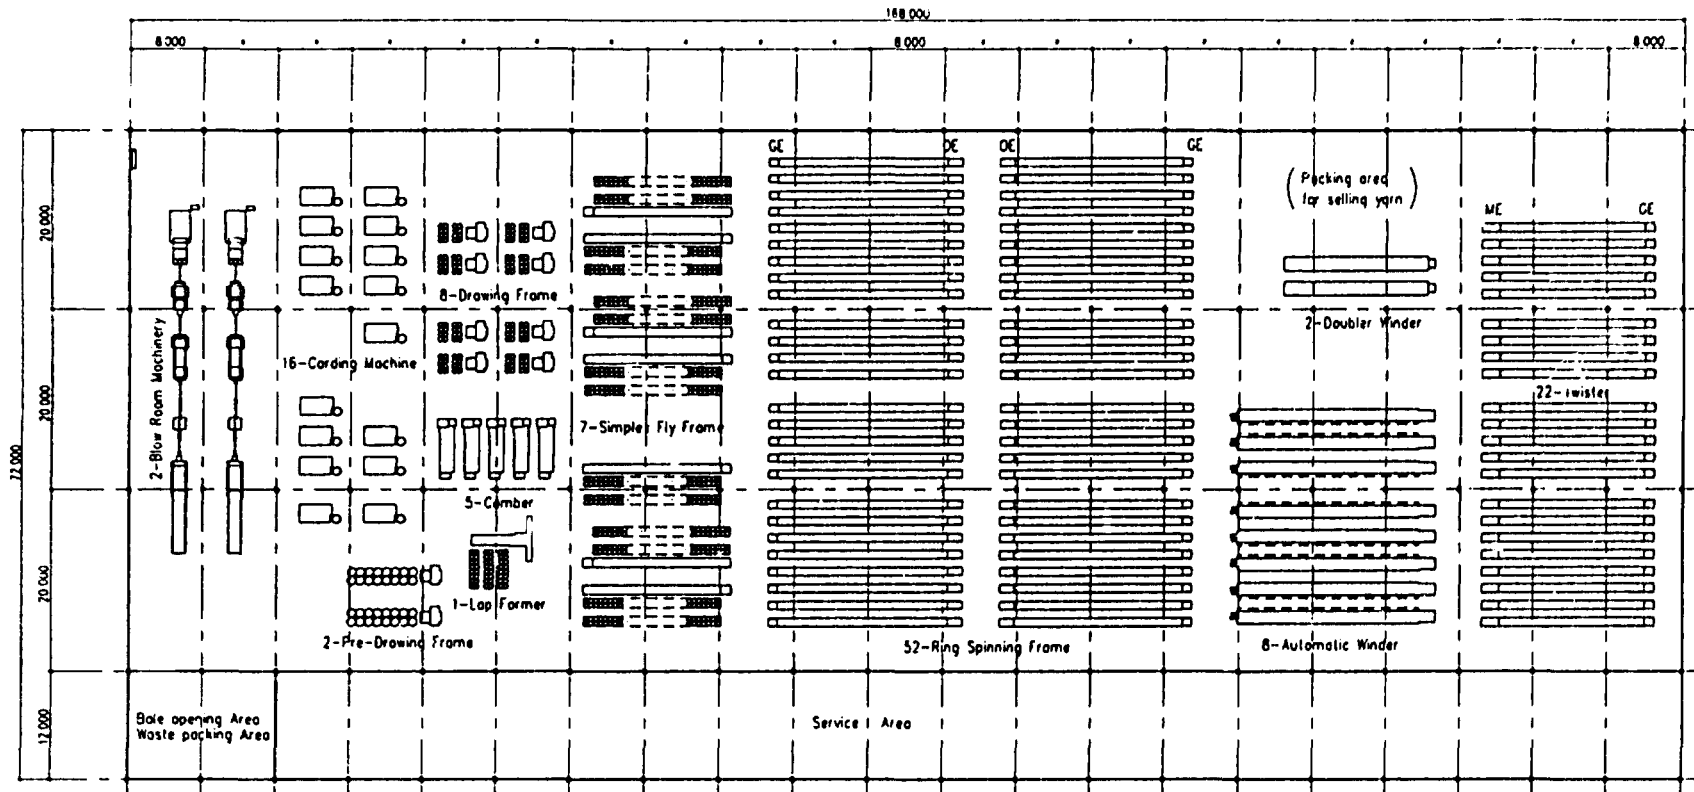 168 000
8 000
8 000
8 000
GE
OE
OE
GE
( Packing area
for selling yarn )
ME
GE
20 000
8-Drawing Frame
2-Doubler Winder
2-Blow Room Machinery
16-Carding Machine
22-Twister
20 000
7-Simplex Fly Frame
72 000
5-Comber
1-Lap Former
20 000
2-Pre-Drawing Frame
52-Ring Spinning Frame
8-Automatic Winder
Bale opening Area
Waste packing Area
Service Area
12 000